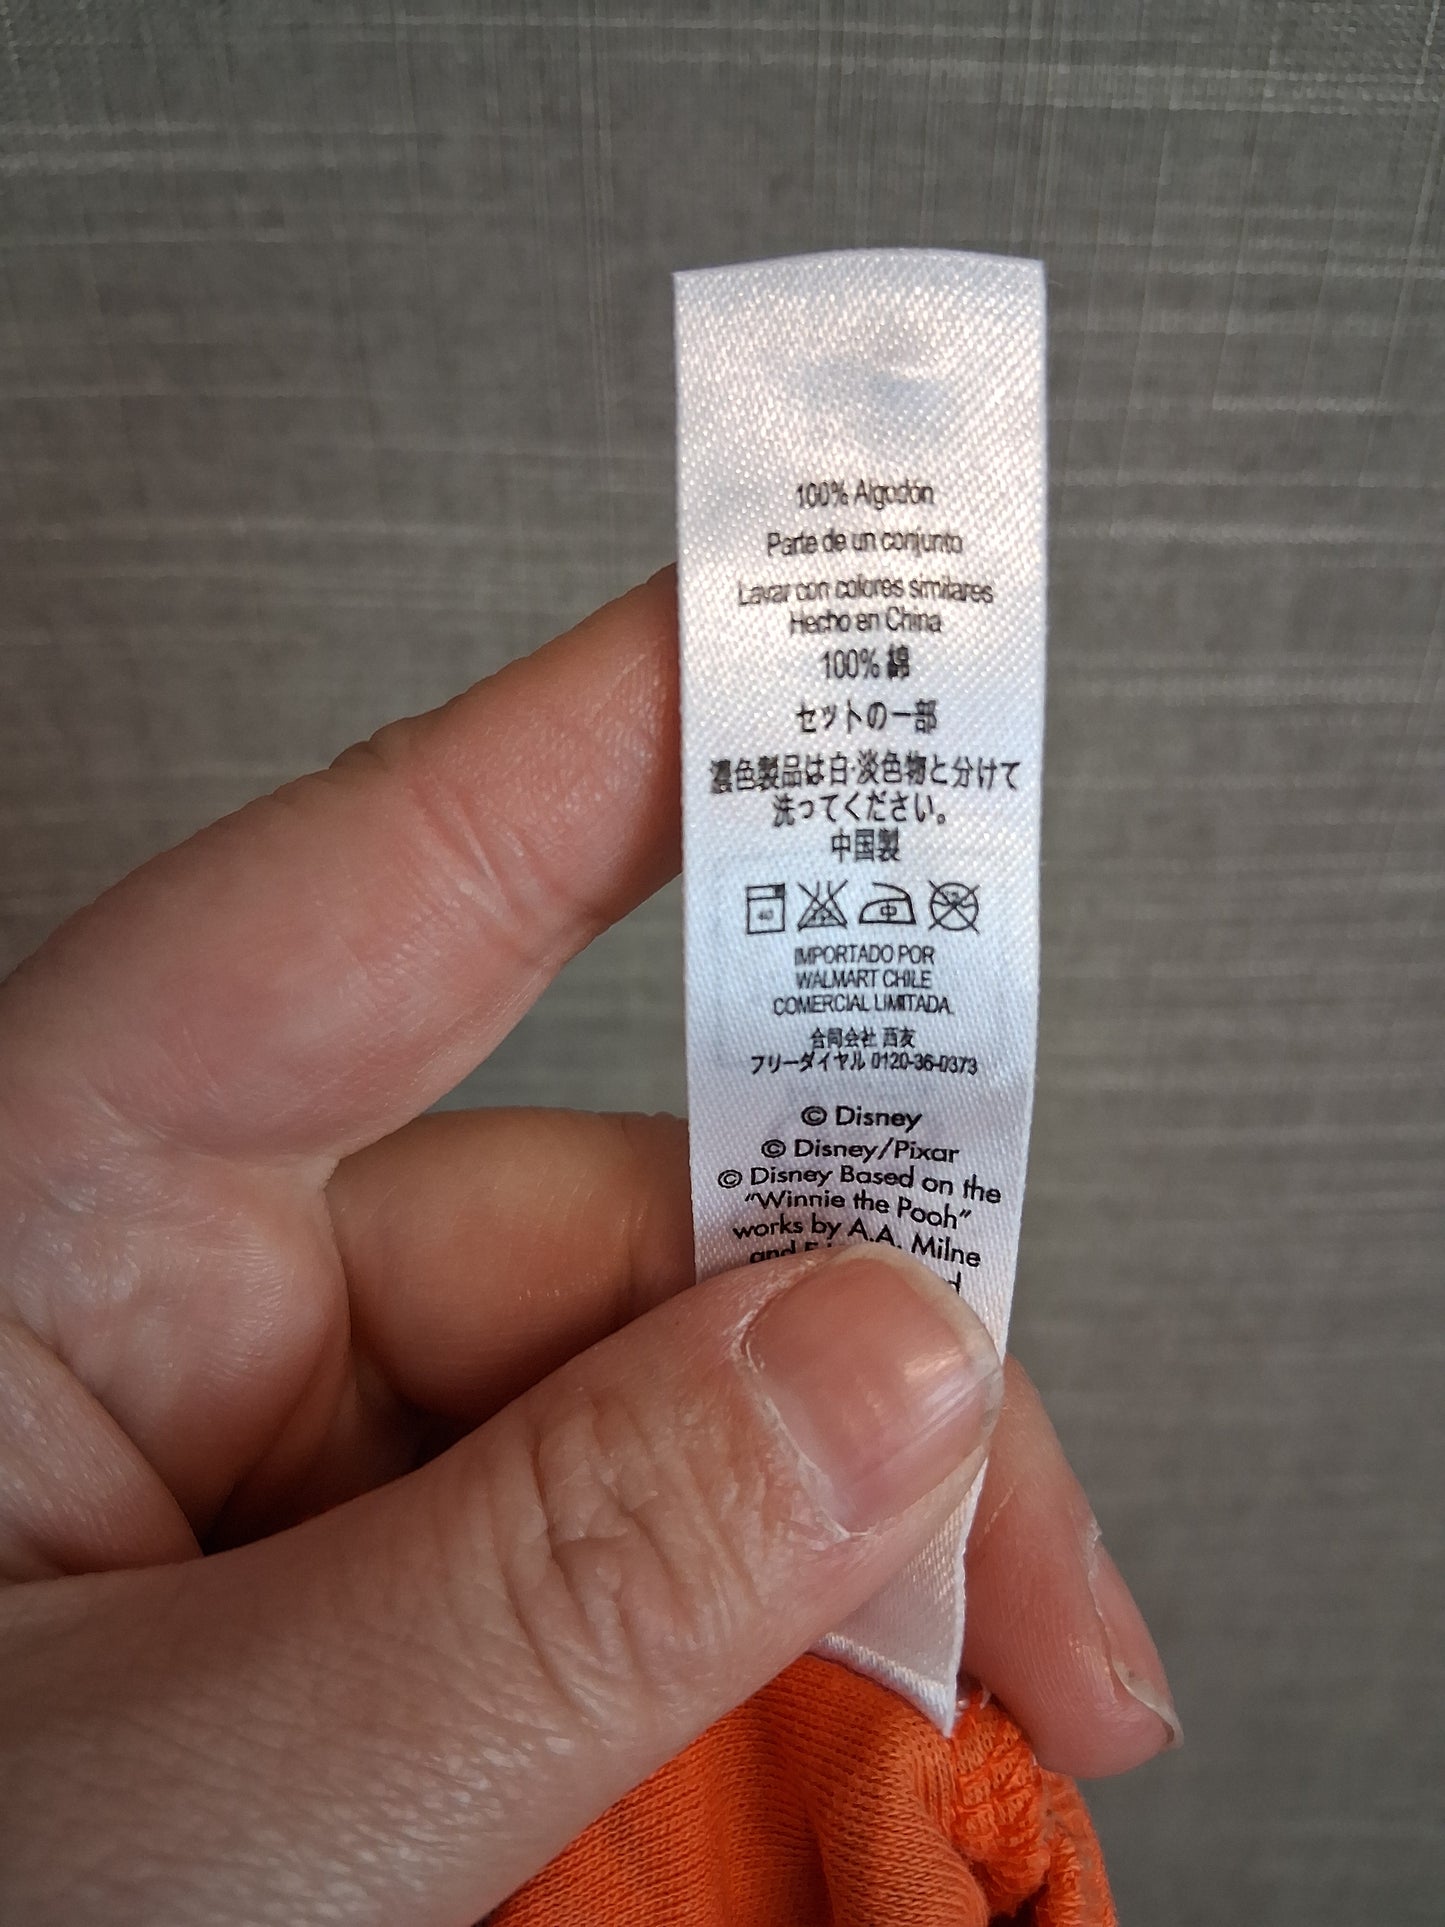 100% Algodón
Parte de un conjunto
Lavar con colores similares
Hecho en China
100% 綿
セットの一部
濃色製品は白・淡色物と分けて
洗ってください。
中国製
40 中
IMPORTADO POR
WALMART CHILE
COMERCIAL LIMITADA.
合同会社 西友
フリーダイヤル 0120-36-0373
© Disney
© Disney/Pixar
© Disney Based on the
“Winnie the Pooh”
works by A.A. Milne
and